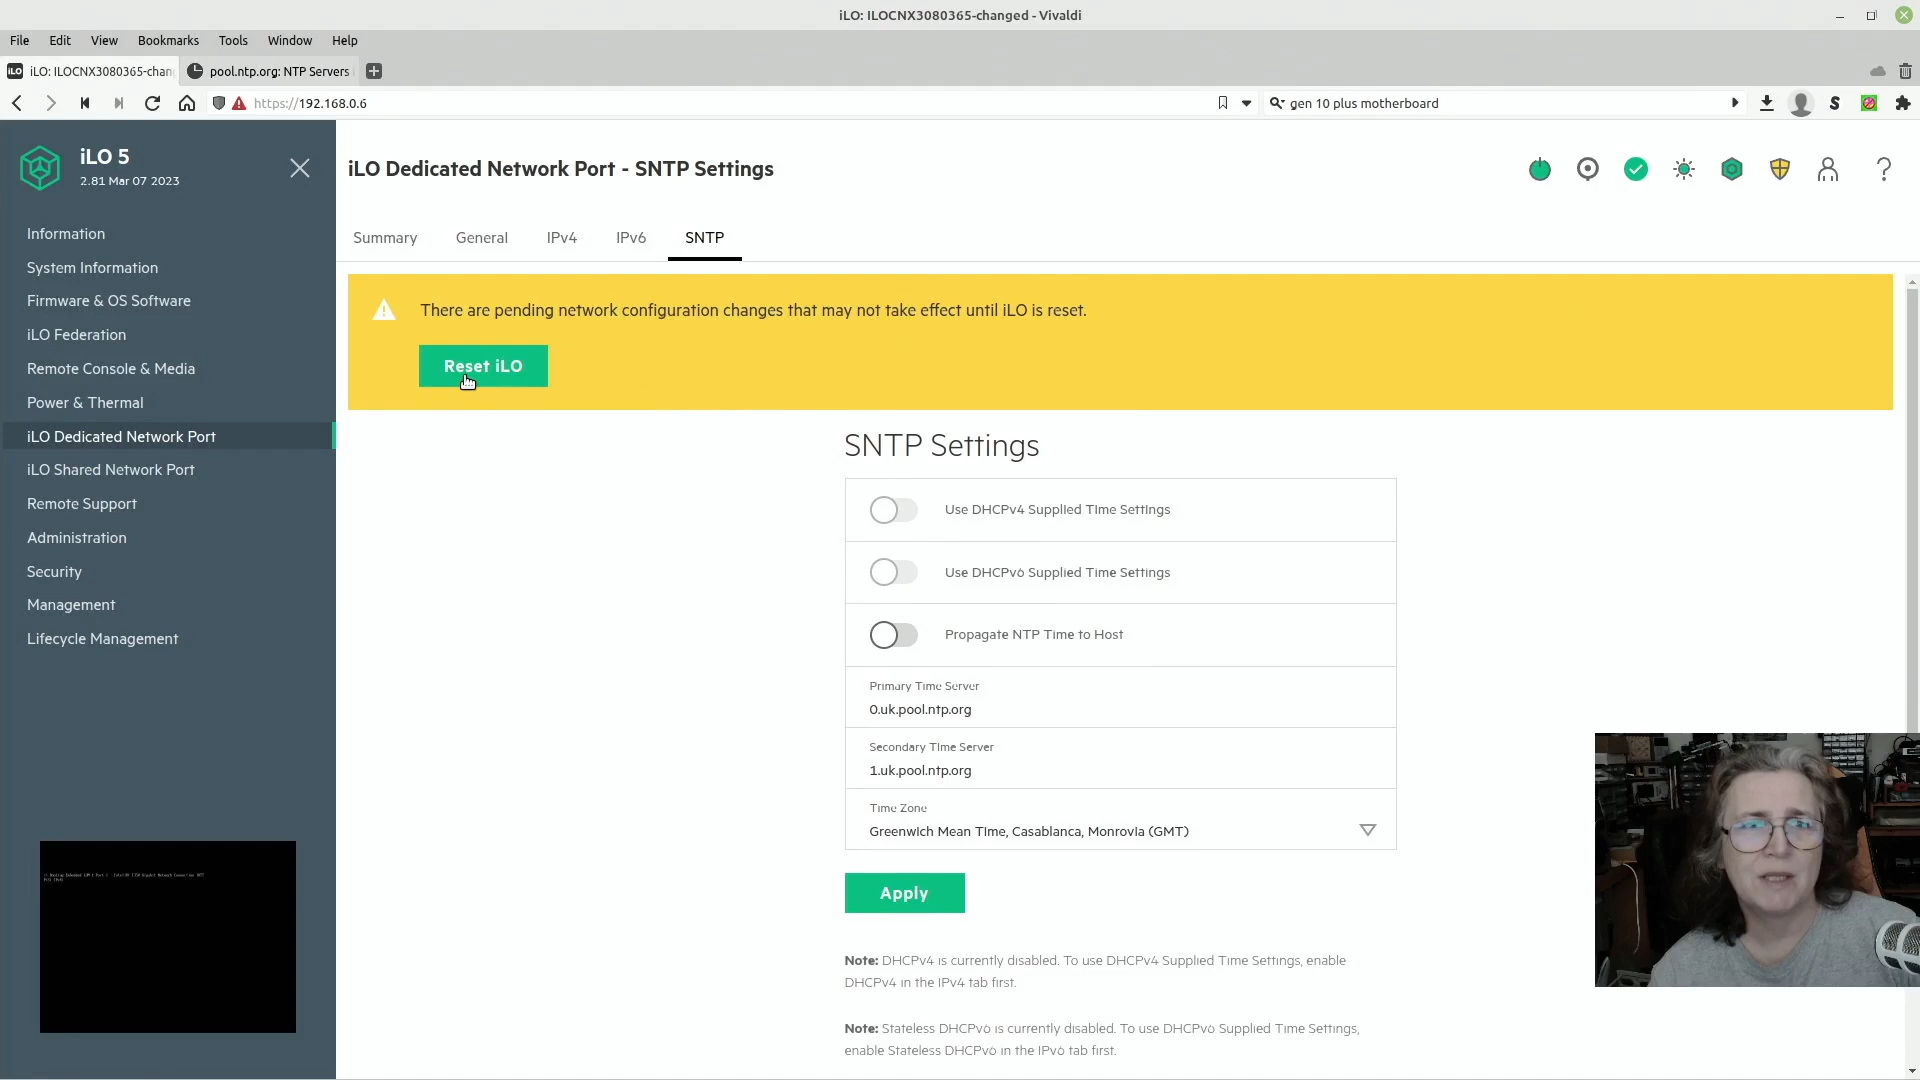 iLO: ILOCNX3080365-changed - Vivaldi
File Edit View Bookmarks Tools Window Help
iLO iLO: ILOCNX3080365-chan pool.ntp.org: NTP Servers
https://192.168.0.6 gen 10 plus motherboard S
iLO 5
2.81 Mar 07 2023
Information
System Information
Firmware & OS Software
iLO Federation
Remote Console & Media
Power & Thermal
iLO Dedicated Network Port
iLO Shared Network Port
Remote Support
Administration
Security
Management
Lifecycle Management
iLO Dedicated Network Port - SNTP Settings
?
Summary General IPv4 IPv6 SNTP
There are pending network configuration changes that may not take effect until iLO is reset.
Reset iLO
SNTP Settings
Use DHCPv4 Supplied Time Settings
Use DHCPv6 Supplied Time Settings
Propagate NTP Time to Host
Primary Time Server
0.uk.pool.ntp.org
Secondary Time Server
1.uk.pool.ntp.org
Time Zone
Greenwich Mean Time, Casablanca, Monrovia (GMT)
Apply
Note: DHCPv4 is currently disabled. To use DHCPv4 Supplied Time Settings, enable
DHCPv4 in the IPv4 tab first.
Note: Stateless DHCPv6 is currently disabled. To use DHCPv6 Supplied Time Settings,
enable Stateless DHCPv6 in the IPv6 tab first.